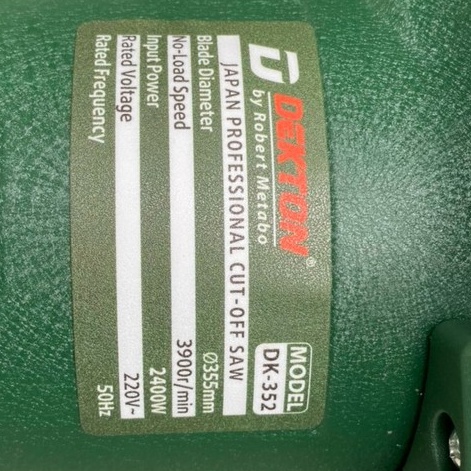 DEKTON®
by Robert Metabo
MODEL
DK-352
JAPAN PROFESSIONAL CUT-OFF SAW
Blade Diameter Ø355mm
No-Load Speed 3900r/min
Input Power 2400W
Rated Voltage 220V~
Rated Frequency 50Hz